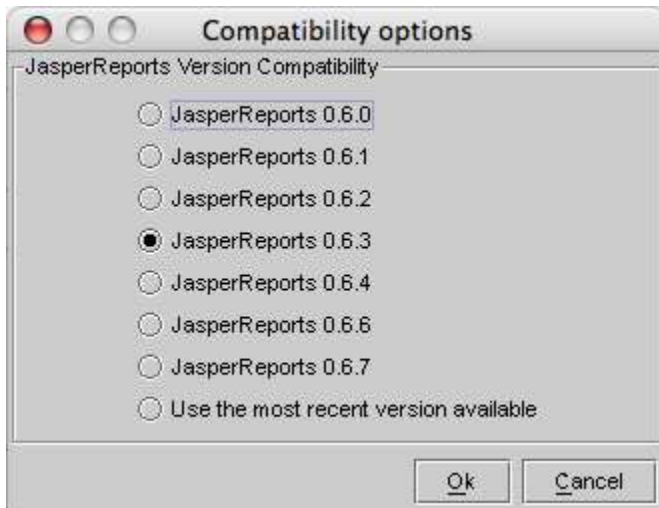 Compatibility options
JasperReports Version Compatibility
JasperReports 0.6.0
JasperReports 0.6.1
JasperReports 0.6.2
JasperReports 0.6.3
JasperReports 0.6.4
JasperReports 0.6.6
JasperReports 0.6.7
Use the most recent version available
Ok Cancel